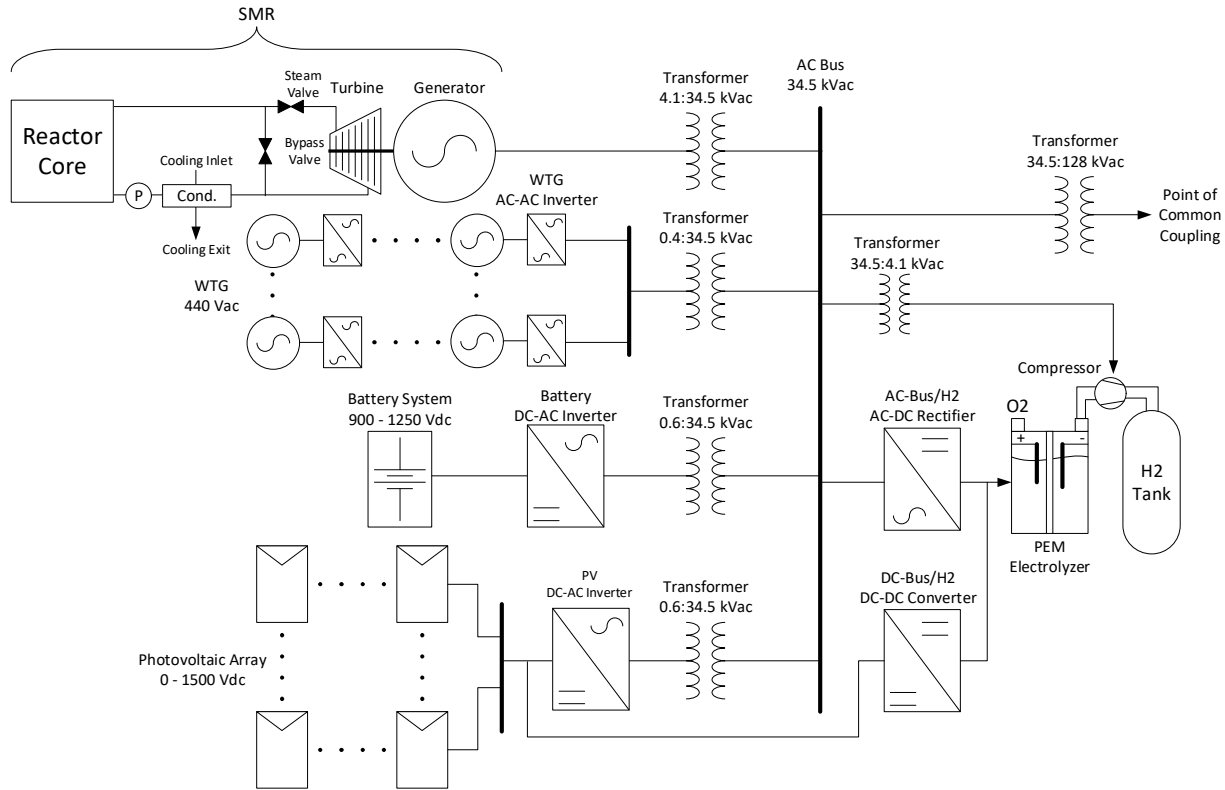 SMR
Steam
Valve
Turbine
Generator
Reactor
Core
Bypass
Valve
Cooling Inlet
P
Cond.
Cooling Exit
Transformer
4.1:34.5 kVac
AC Bus
34.5 kVac
Transformer
34.5:128 kVac
Point of
Common
Coupling
WTG
AC-AC Inverter
WTG
440 Vac
Transformer
0.4:34.5 kVac
Transformer
34.5:4.1 kVac
Compressor
Battery System
900 - 1250 Vdc
Battery
DC-AC Inverter
Transformer
0.6:34.5 kVac
AC-Bus/H2
AC-DC Rectifier
O2
+
-
H2
Tank
PEM
Electrolyzer
PV
DC-AC Inverter
Transformer
0.6:34.5 kVac
DC-Bus/H2
DC-DC Converter
Photovoltaic Array
0 - 1500 Vdc